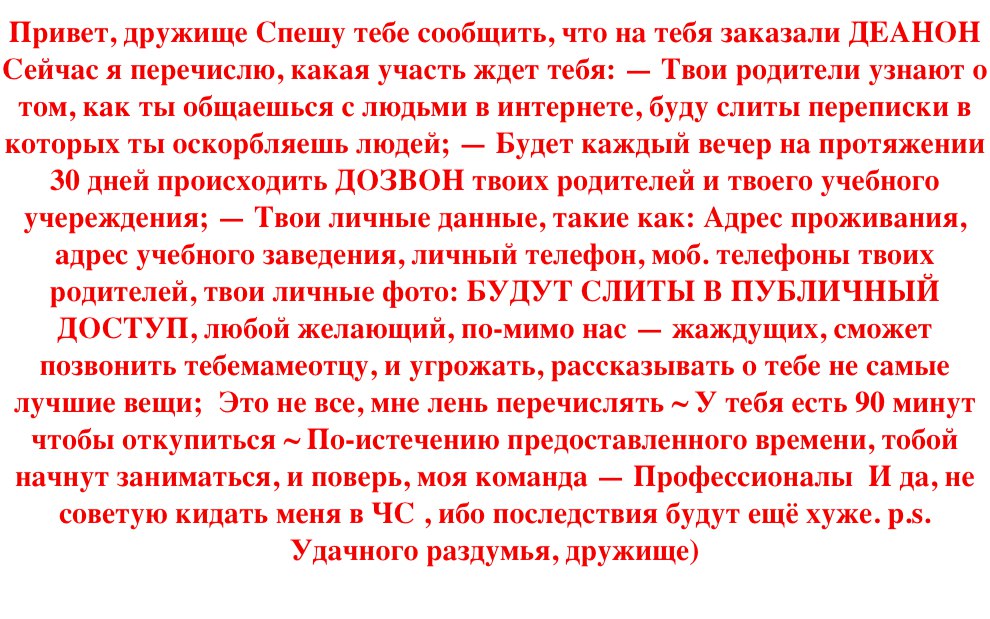 Привет, дружище Спешу тебе сообщить, что на тебя заказали ДЕАНОН
Сейчас я перечислю, какая участь ждет тебя: — Твои родители узнают о
том, как ты общаешься с людьми в интернете, буду слиты переписки в
которых ты оскорбляешь людей; — Будет каждый вечер на протяжении
30 дней происходить ДОЗВОН твоих родителей и твоего учебного
учереждения; — Твои личные данные, такие как: Адрес проживания,
адрес учебного заведения, личный телефон, моб. телефоны твоих
родителей, твои личные фото: БУДУТ СЛИТЫ В ПУБЛИЧНЫЙ
ДОСТУП, любой желающий, по-мимо нас — жаждущих, сможет
позвонить тебемамеотцу, и угрожать, рассказывать о тебе не самые
лучшие вещи;  Это не все, мне лень перечислять ~ У тебя есть 90 минут
чтобы откупиться ~ По-истечению предоставленного времени, тобой
начнут заниматься, и поверь, моя команда — Профессионалы  И да, не
советую кидать меня в ЧС , ибо последствия будут ещё хуже. p.s.
Удачного раздумья, дружище)